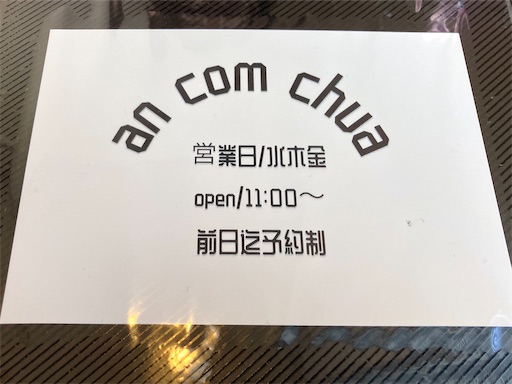 an com chua
営業日/水木金
open/11:00～
前日迄予約制